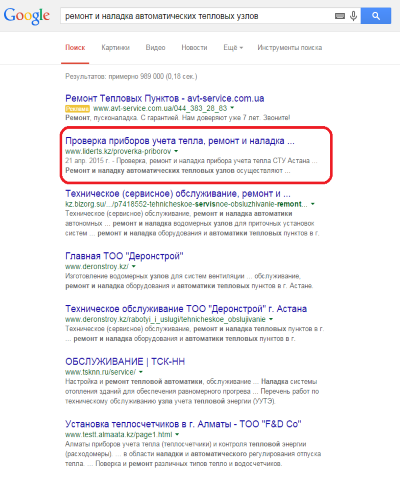 Google
ремонт и наладка автоматических тепловых узлов
Поиск Картинки Видео Новости Ещё Инструменты поиска
Результатов: примерно 989 000 (0,18 сек.)
Ремонт Тепловых Пунктов - avt-service.com.ua
Реклама www.avt-service.com.ua/044_383_28_83
Ремонт, пусконаладка. С гарантией. Нам доверяют уже 7 лет. Звоните!
Проверка приборов учета тепла, ремонт и наладка ...
www.liderts.kz/proverka-priborov
21 апр. 2015 г. - Проверка, ремонт и наладка прибора учета тепла СТУ Астана ...
Ремонт и наладку автоматических тепловых узлов осуществляют ...
Техническое (сервисное) обслуживание, ремонт и ...
kz.bizorg.su/.../p7418552-tehnicheskoe-servisnoe-obsluzhivanie-remont...
Техническое (сервисное) обслуживание, ремонт и наладка автоматики
автономных ... ремонт и наладка водомерных узлов для приточных установок
систем ... ремонт и наладка оборудования и автоматики тепловых пунктов в г.
Главная ТОО "Деронстрой"
www.deronstroy.kz/
Изготовление водомерных узлов для систем вентиляции ... обслуживание,
ремонт и наладка оборудования и автоматики тепловых пунктов в г.
Техническое обслуживание ТОО "Деронстрой" г. Астана
www.deronstroy.kz/rabotyi_i_uslugi/tehnicheskoe_obslujivanie
Техническое (сервисное) обслуживание, ремонт и наладка тепловых пунктов в г.
... ремонт и наладка оборудования и автоматики тепловых пунктов в г.
ОБСЛУЖИВАНИЕ | ТСК-НН
www.tsknn.ru/service/
Настройка и ремонт тепловой автоматики, обслуживание ... Наладка системы
отопления зданий для обеспечения равномерного прогрева ... Перечень работ по
техническому обслуживанию узла учета тепловой энергии (УУТЭ).
Установка теплосчетчиков в г. Алматы - ТОО "F&D Co"
www.testl.almaata.kz/page1.html
Алматы приборы учета тепла (теплосчетчики) и контроля тепловой энергии
(расходомеры). ... в области наладки и автоматического регулирования отпуска
тепла. ... Поверка и ремонт различных типов тепло и водосчетчиков.